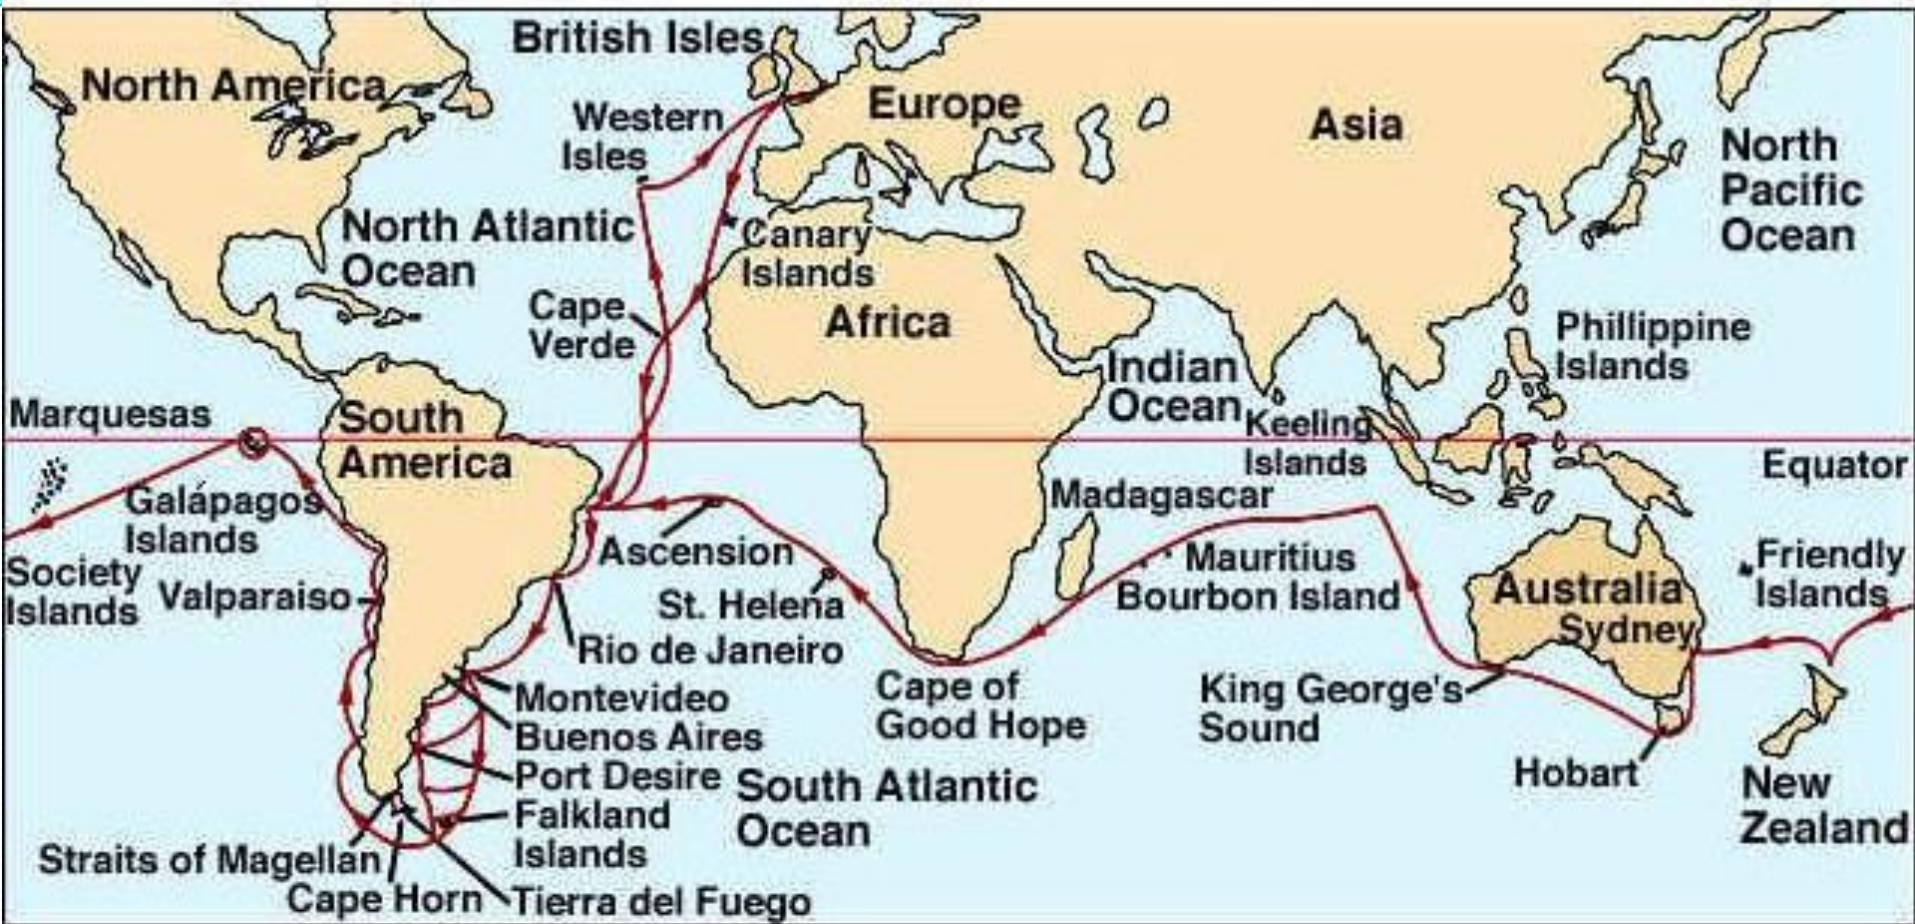 British Isles
North America
Europe
Western
Isles
Asia
North
Pacific
Ocean
North Atlantic
Ocean
Canary
Islands
Cape
Verde
Africa
Phillippine
Islands
Indian
Ocean
Marquesas
South
America
Keeling
Islands
Equator
Galápagos
Islands
Madagascar
Ascension
Mauritius
Bourbon Island
Friendly
Islands
Society
Islands
Valparaiso
St. Helena
Australia
Sydney
Rio de Janeiro
Montevideo
Buenos Aires
Port Desire
Falkland
Islands
Cape of
Good Hope
King George's
Sound
South Atlantic
Ocean
Hobart
New
Zealand
Straits of Magellan
Cape Horn
Tierra del Fuego